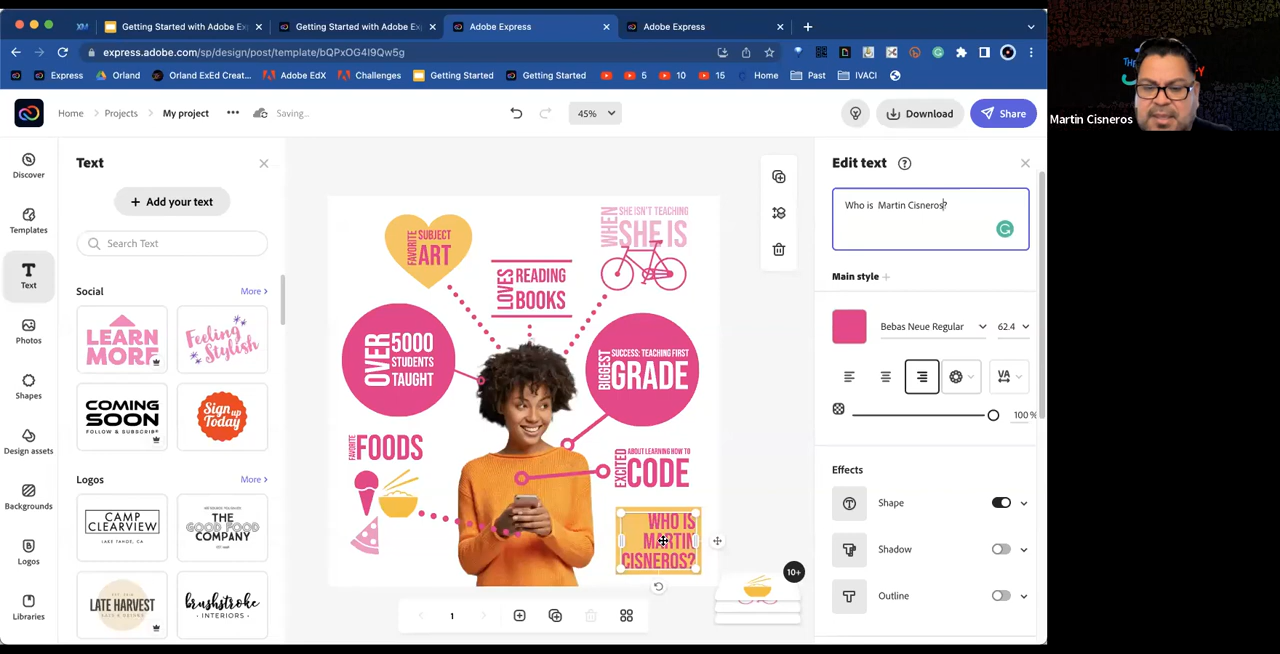 XM
Getting Started with Adobe Ex
Getting Started with Adobe Exp
Adobe Express
Adobe Express
express.adobe.com/sp/design/post/template/bQPxOG4I9Qw5g
Express
Orland
Orland ExEd Creat...
Adobe EdX
Challenges
Getting Started
Getting Started
5
10
15
Home
Past
IVACI
Martin Cisneros
Home
Projects
My project
Saving...
45%
Download
Share
Discover
Templates
Text
Photos
Shapes
Design assets
Backgrounds
Logos
Libraries
Text
+ Add your text
Search Text
Social
More >
LEARN MORE
Feeling Stylish
COMING SOON
FOLLOW & SUBSCRIBE
Sign up Today
Logos
More >
CAMP CLEARVIEW
LAKE TAHOE, CA
THE GOOD FOOD COMPANY
EST. 2015
LATE HARVEST
brushstroke
• INTERIORS •
FAVORITE SUBJECT ART
LOVES READING BOOKS
WHEN SHE ISN'T TEACHING SHE IS
OVER 5000 STUDENTS TAUGHT
BIGGEST SUCCESS: TEACHING FIRST GRADE
FAVORITE FOODS
EXCITED ABOUT LEARNING HOW TO CODE
WHO IS
MARTIN
CISNEROS?
1
10+
Edit text
Who is  Martin Cisneros?
Main style +
Bebas Neue Regular
62.4
VA
100 %
Effects
Shape
Shadow
Outline